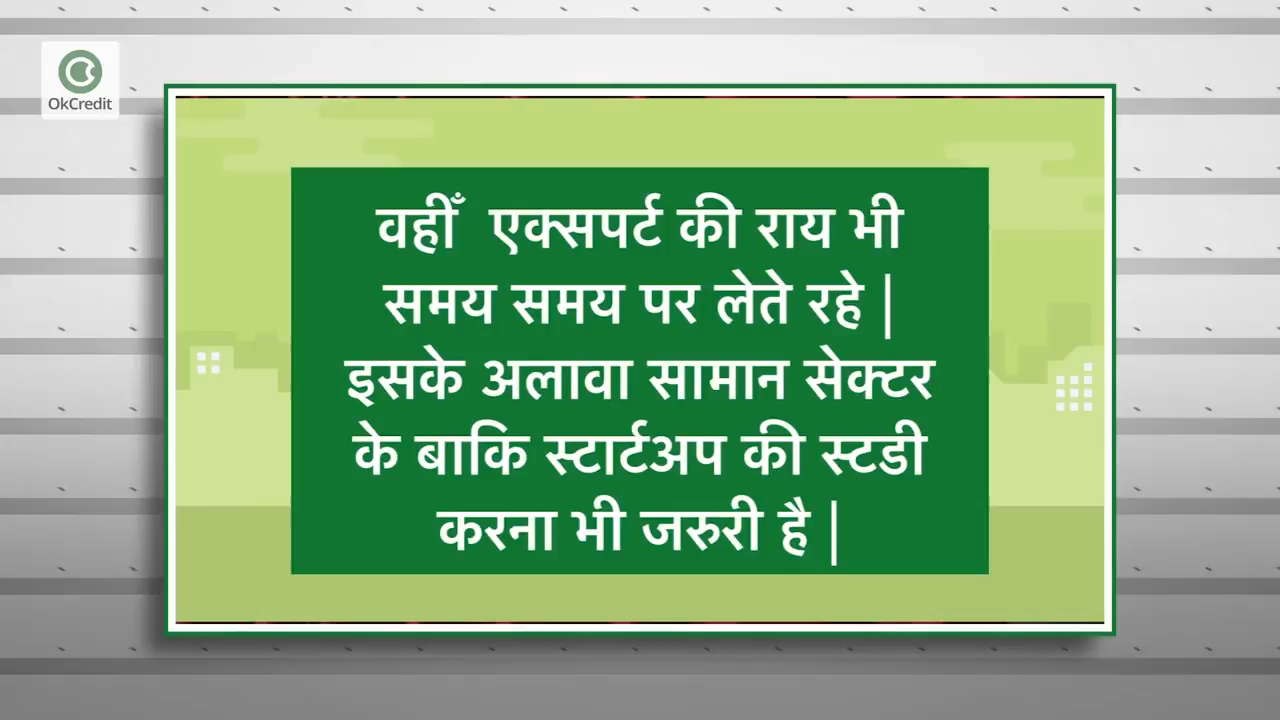 OkCredit
वहीँ एक्सपर्ट की राय भी
समय समय पर लेते रहे |
इसके अलावा सामान सेक्टर
के बाकि स्टार्टअप की स्टडी
करना भी जरुरी है |